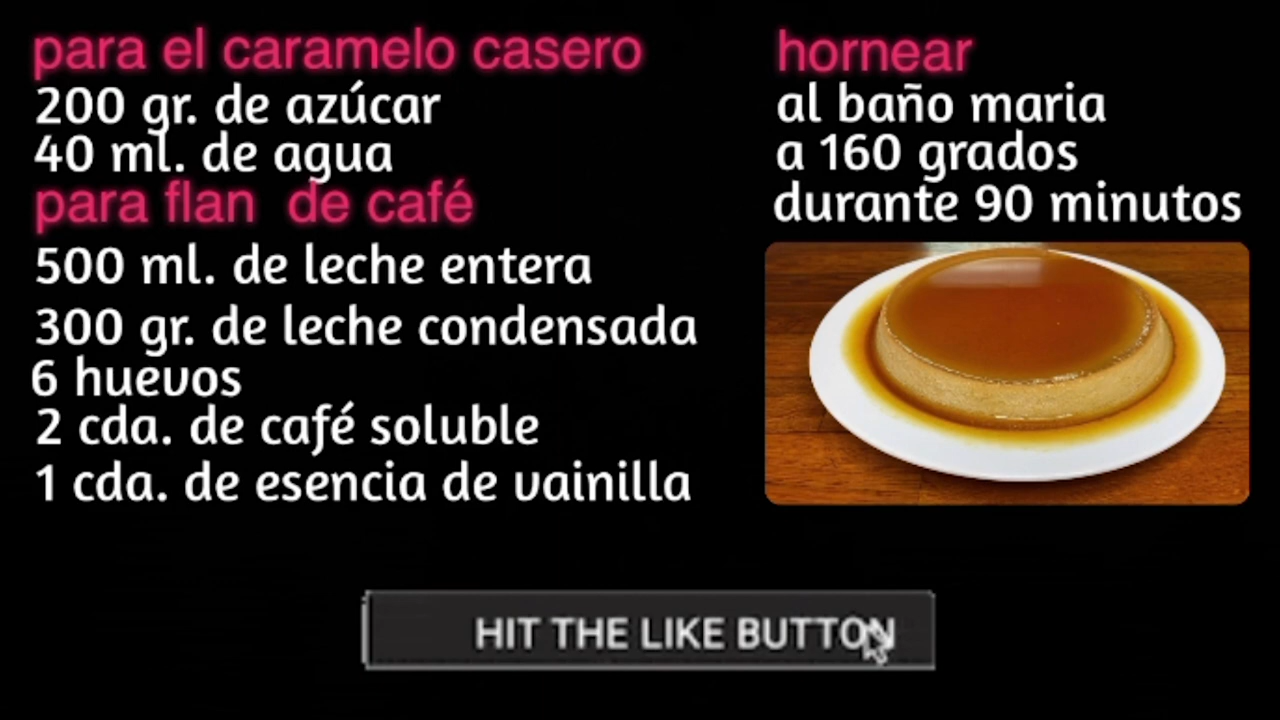 para el caramelo casero
200 gr. de azúcar
40 ml. de agua
para flan de café
500 ml. de leche entera
300 gr. de leche condensada
6 huevos
2 cda. de café soluble
1 cda. de esencia de vainilla
hornear
al baño maria
a 160 grados
durante 90 minutos
HIT THE LIKE BUTTON